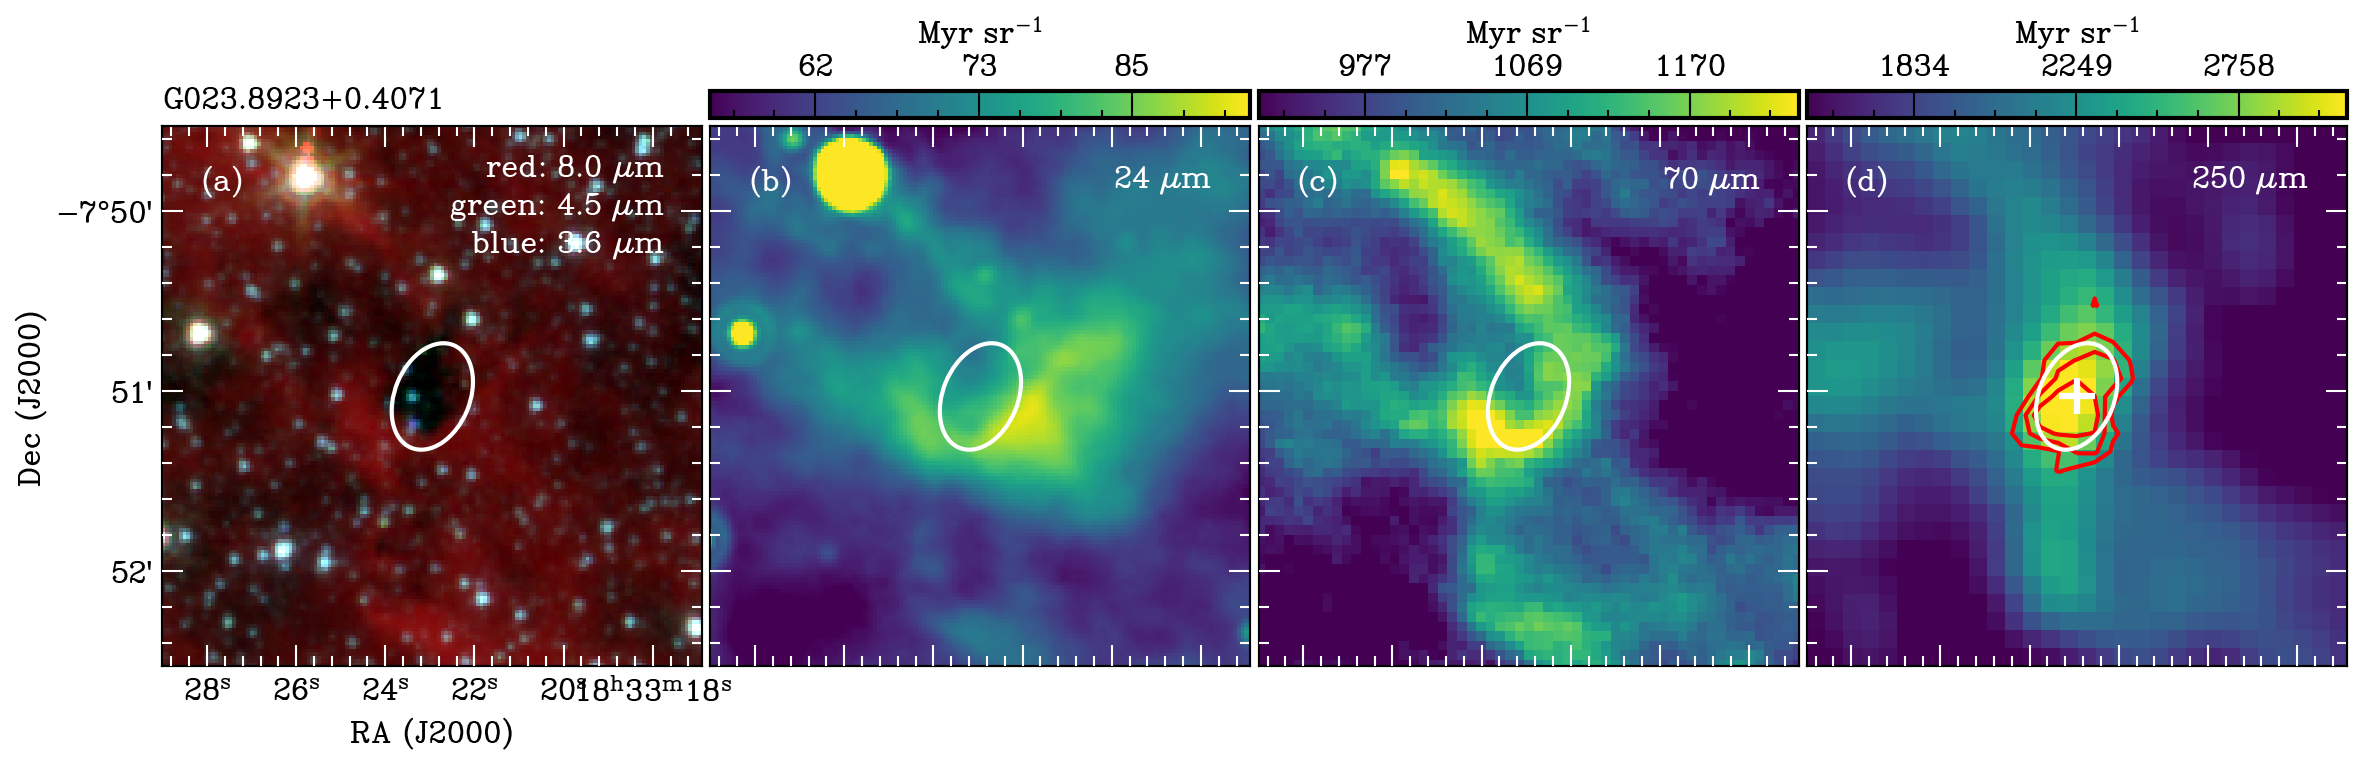 Myr sr⁻¹ Myr sr⁻¹ Myr sr⁻¹
62 73 85 977 1069 1170 1834 2249 2758
G023.8923+0.4071
(a) red: 8.0 μm
green: 4.5 μm
blue: 3.6 μm
(b) 24 μm
(c) 70 μm
(d) 250 μm
−7°50'
51'
52'
Dec (J2000)
28ˢ 26ˢ 24ˢ 22ˢ 20ˢ 18ʰ33ᵐ18ˢ
RA (J2000)